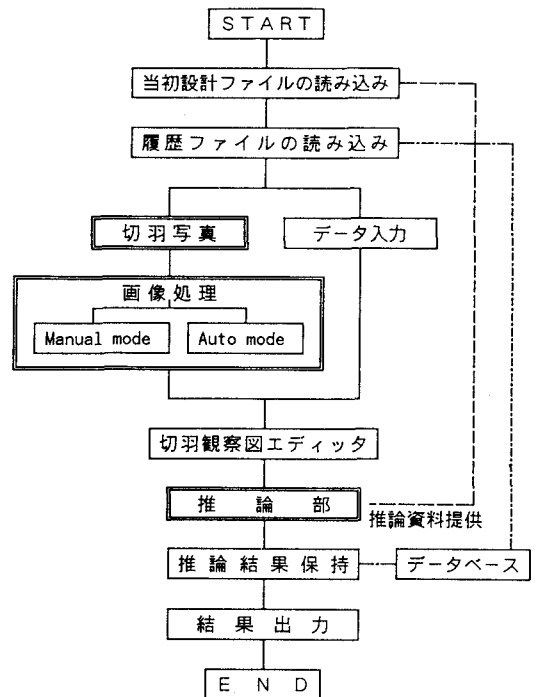 START
当初設計ファイルの読み込み
履歴ファイルの読み込み
切羽写真
データ入力
画像処理
Manual mode
Auto mode
切羽観察図エディッタ
推論部
推論資料提供
推論結果保持
データベース
結果出力
END